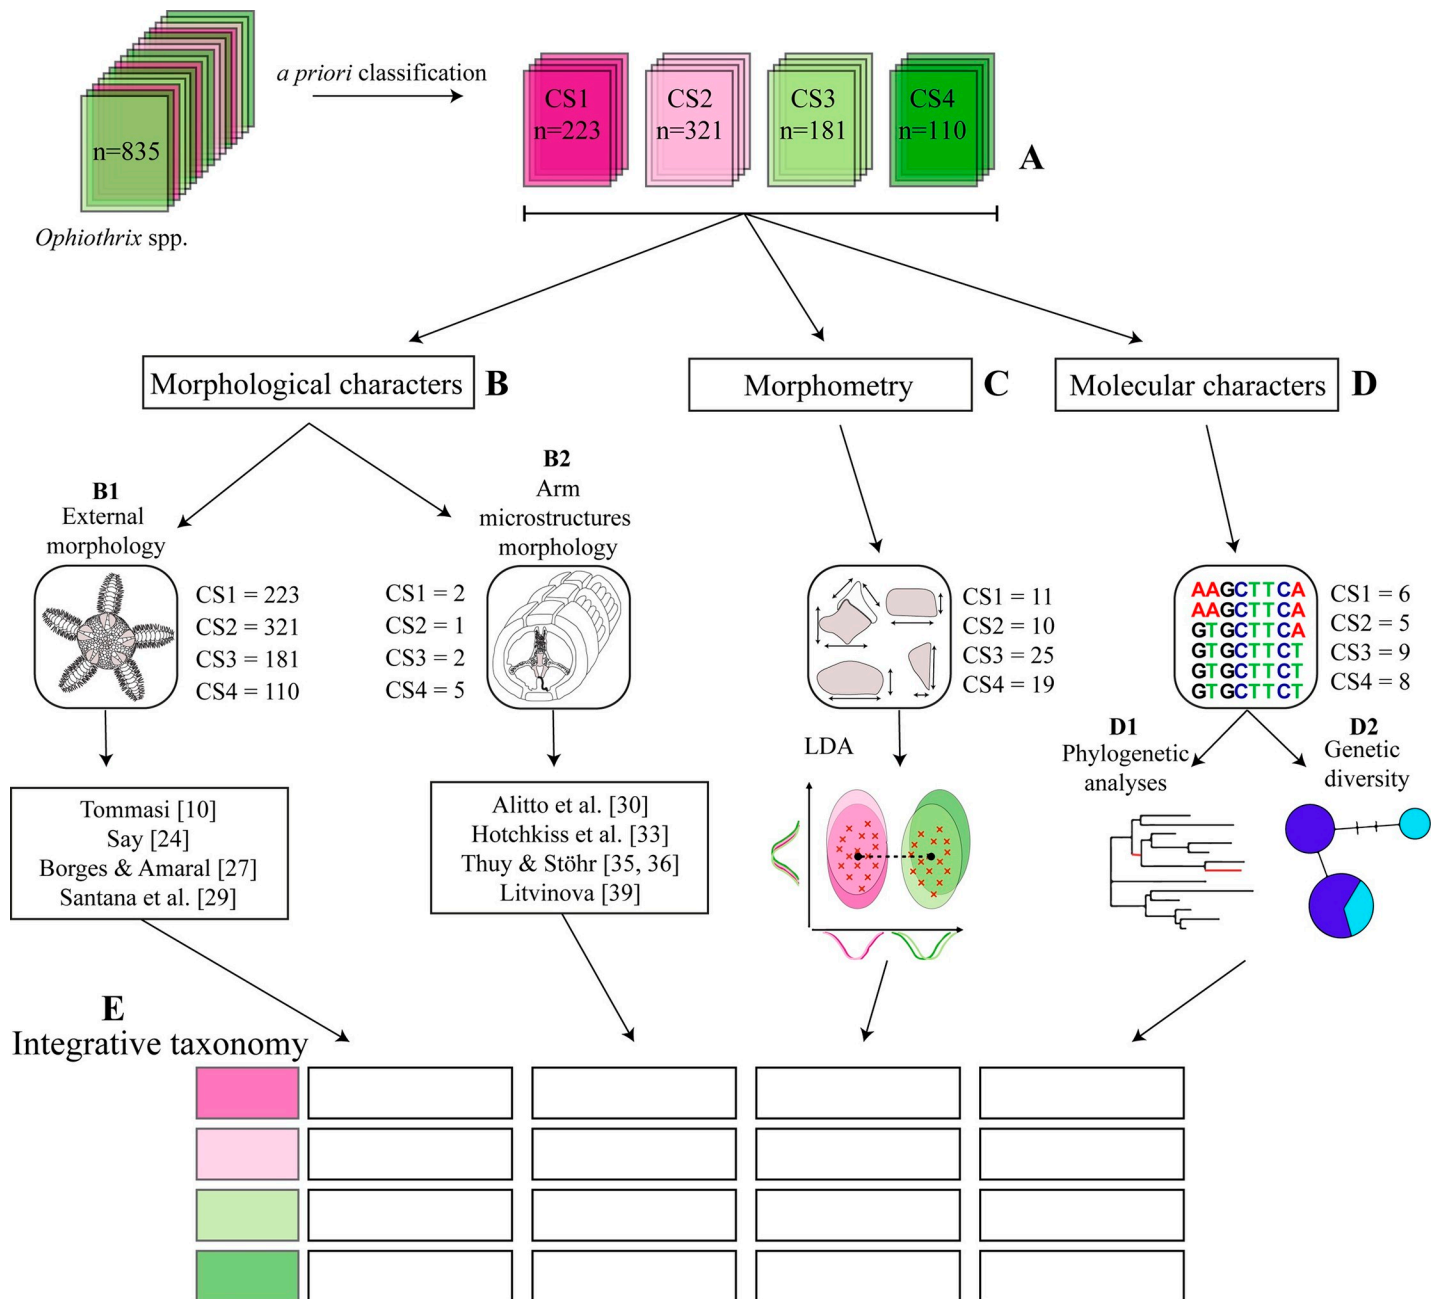 n=835
Ophiothrix spp.
a priori classification
CS1
n=223
CS2
n=321
CS3
n=181
CS4
n=110
A
Morphological characters
B
Morphometry
C
Molecular characters
D
B1
External
morphology
CS1 = 223
CS2 = 321
CS3 = 181
CS4 = 110
B2
Arm
microstructures
morphology
CS1 = 2
CS2 = 1
CS3 = 2
CS4 = 5
CS1 = 11
CS2 = 10
CS3 = 25
CS4 = 19
AAGCTTCA
AAGCTTCA
GTGCTTCA
GTGCTTCT
GTGCTTCT
GTGCTTCT
CS1 = 6
CS2 = 5
CS3 = 9
CS4 = 8
Tommasi [10]
Say [24]
Borges & Amaral [27]
Santana et al. [29]
Alitto et al. [30]
Hotchkiss et al. [33]
Thuy & Stöhr [35, 36]
Litvinova [39]
LDA
D1
Phylogenetic
analyses
D2
Genetic
diversity
E
Integrative taxonomy